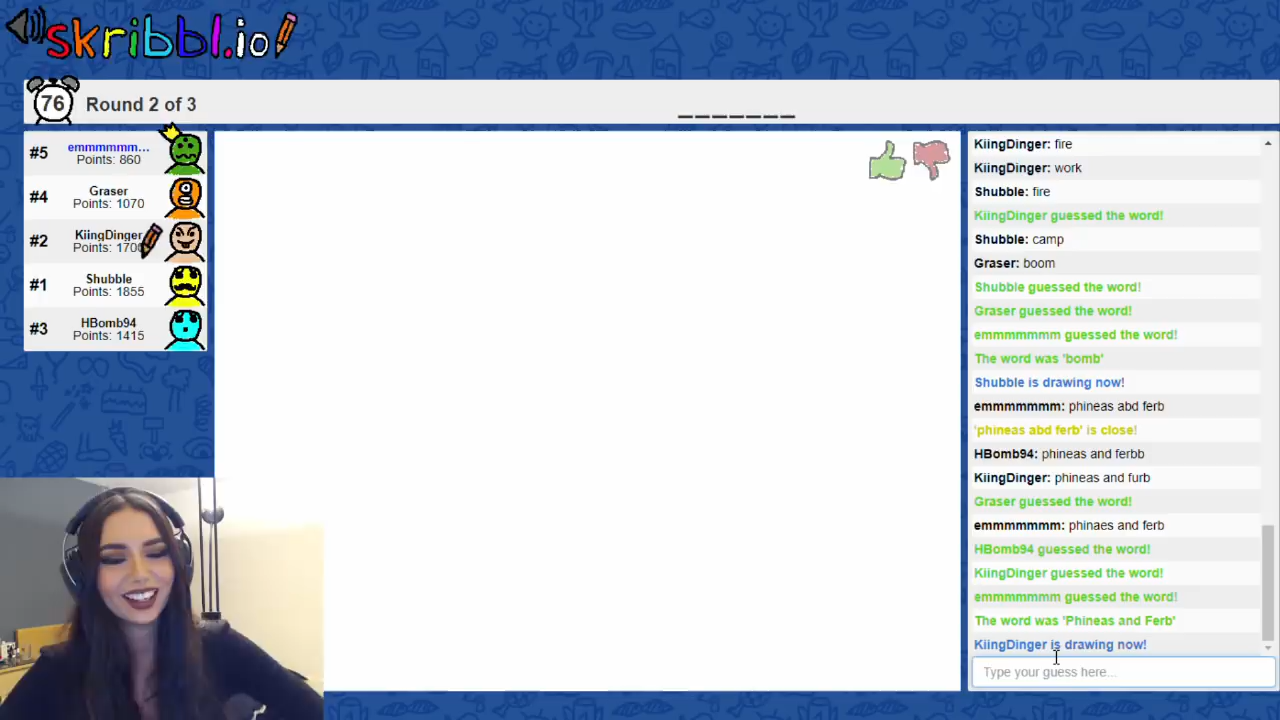 skribbl.io
76
Round 2 of 3
_______
#5
emmmmmm...
Points: 860
#4
Graser
Points: 1070
#2
KiingDinger
Points: 1700
#1
Shubble
Points: 1855
#3
HBomb94
Points: 1415
KiingDinger: fire
KiingDinger: work
Shubble: fire
KiingDinger guessed the word!
Shubble: camp
Graser: boom
Shubble guessed the word!
Graser guessed the word!
emmmmmmm guessed the word!
The word was 'bomb'
Shubble is drawing now!
emmmmmmm: phineas abd ferb
'phineas abd ferb' is close!
HBomb94: phineas and ferbb
KiingDinger: phineas and furb
Graser guessed the word!
emmmmmmm: phinaes and ferb
HBomb94 guessed the word!
KiingDinger guessed the word!
emmmmmmm guessed the word!
The word was 'Phineas and Ferb'
KiingDinger is drawing now!
Type your guess here...